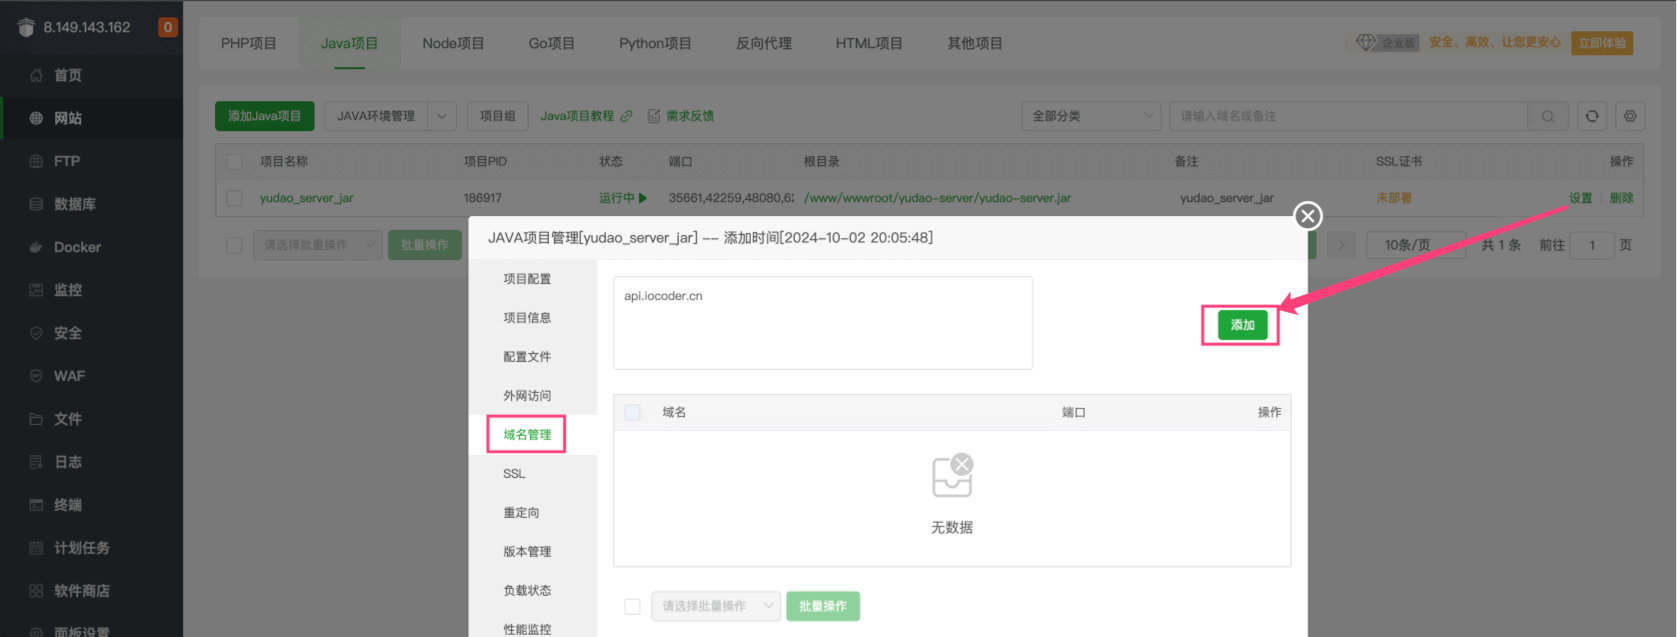 8.149.143.162
0
首页
网站
FTP
数据库
Docker
监控
安全
WAF
文件
日志
终端
计划任务
软件商店
面板设置
PHP项目
Java项目
Node项目
Go项目
Python项目
反向代理
HTML项目
其他项目
企业版
安全、高效、让您更安心
立即体验
添加Java项目
JAVA环境管理
项目组
Java项目教程
需求反馈
全部分类
请输入域名或备注
项目名称 项目PID 状态 端口 根目录 备注 SSL证书 操作
yudao_server_jar 186917 运行中 35661,42259,48080,62 /www/wwwroot/yudao-server/yudao-server.jar yudao_server_jar 未部署 设置 删除
请选择批量操作
批量操作
10条/页
共 1 条
前往 1 页
JAVA项目管理[yudao_server_jar] -- 添加时间[2024-10-02 20:05:48]
项目配置
项目信息
配置文件
外网访问
域名管理
SSL
重定向
版本管理
负载状态
性能监控
api.iocoder.cn
添加
域名 端口 操作
无数据
请选择批量操作
批量操作